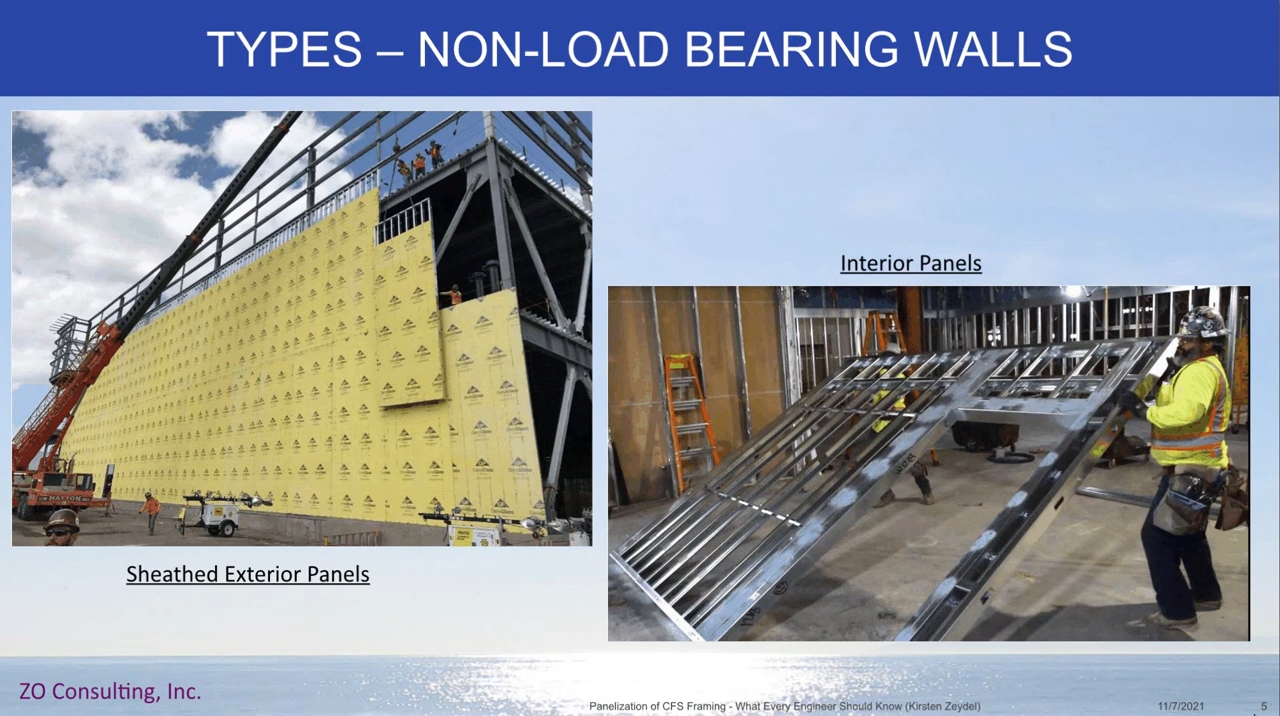 TYPES – NON-LOAD BEARING WALLS
Interior Panels
Sheathed Exterior Panels
ZO Consulting, Inc.
Panelization of CFS Framing - What Every Engineer Should Know (Kirsten Zeydel)
11/7/2021
5